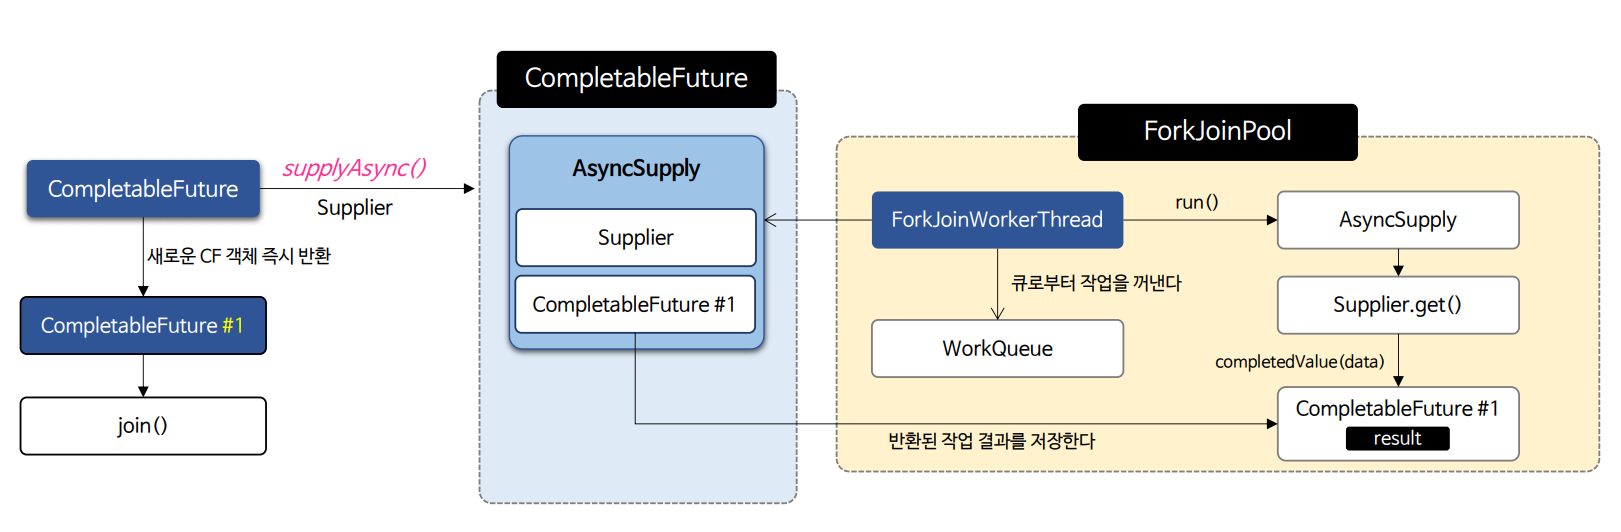 CompletableFuture
supplyAsync()
Supplier
새로운 CF 객체 즉시 반환
CompletableFuture #1
join()
CompletableFuture
AsyncSupply
Supplier
CompletableFuture #1
ForkJoinPool
ForkJoinWorkerThread
run()
AsyncSupply
큐로부터 작업을 꺼낸다
WorkQueue
Supplier.get()
completedValue(data)
CompletableFuture #1
result
반환된 작업 결과를 저장한다